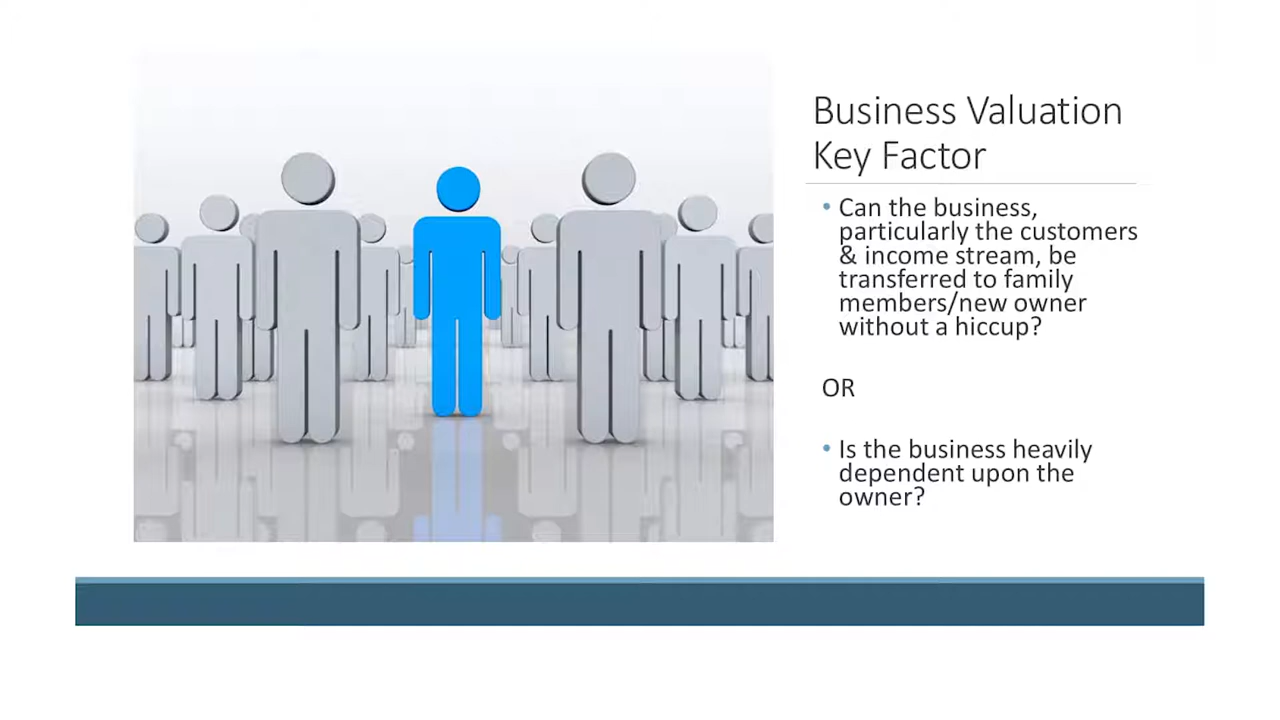 Business Valuation
Key Factor
• Can the business,
particularly the customers
& income stream, be
transferred to family
members/new owner
without a hiccup?
OR
• Is the business heavily
dependent upon the
owner?